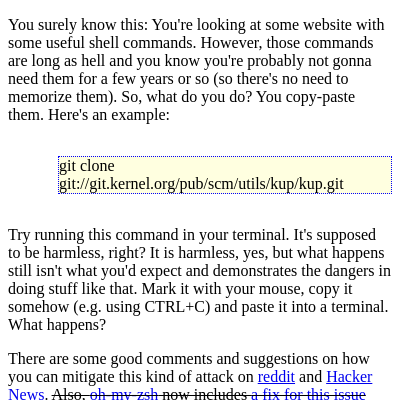 You surely know this: You're looking at some website with
some useful shell commands. However, those commands
are long as hell and you know you're probably not gonna
need them for a few years or so (so there's no need to
memorize them). So, what do you do? You copy-paste
them. Here's an example:
git clone
git://git.kernel.org/pub/scm/utils/kup/kup.git
Try running this command in your terminal. It's supposed
to be harmless, right? It is harmless, yes, but what happens
still isn't what you'd expect and demonstrates the dangers in
doing stuff like that. Mark it with your mouse, copy it
somehow (e.g. using CTRL+C) and paste it into a terminal.
What happens?
There are some good comments and suggestions on how
you can mitigate this kind of attack on reddit and Hacker
News. Also, oh-my-zsh now includes a fix for this issue